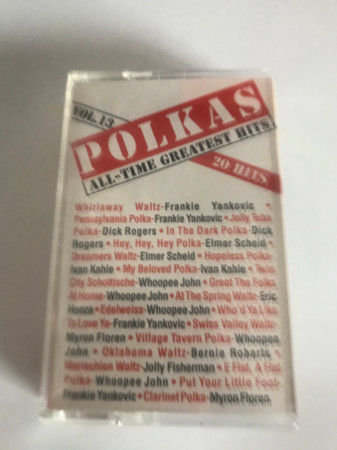 VOL. 13
POLKAS
ALL-TIME GREATEST HITS
20 HITS
Whirlaway Waltz-Frankie Yankovic •
Pennsylvania Polka-Frankie Yankovic • Jolly Tuba
Polka-Dick Rogers • In The Dark Polka-Dick
Rogers • Hey, Hey, Hey Polka-Elmer Scheid •
Dreamers Waltz-Elmer Scheid • Hopeless Polka-
Ivan Kahle • My Beloved Polka-Ivan Kahle • Twin
City Schottische-Whoopee John • Greet The Folks
At Home-Whoopee John • At The Spring Waltz-Eric
Honza • Edelweiss-Whoopee John • Who'd Ya Like
To Love Ya-Frankie Yankovic • Swiss Valley Waltz-
Myron Floren • Village Tavern Polka-Whoopee
John • Oklahoma Waltz-Bernie Roberts •
Mariechien Waltz-Jolly Fisherman • E Flat, A Flat
Polka-Whoopee John • Put Your Little Foot-
Frankie Yankovic • Clarinet Polka-Myron Floren